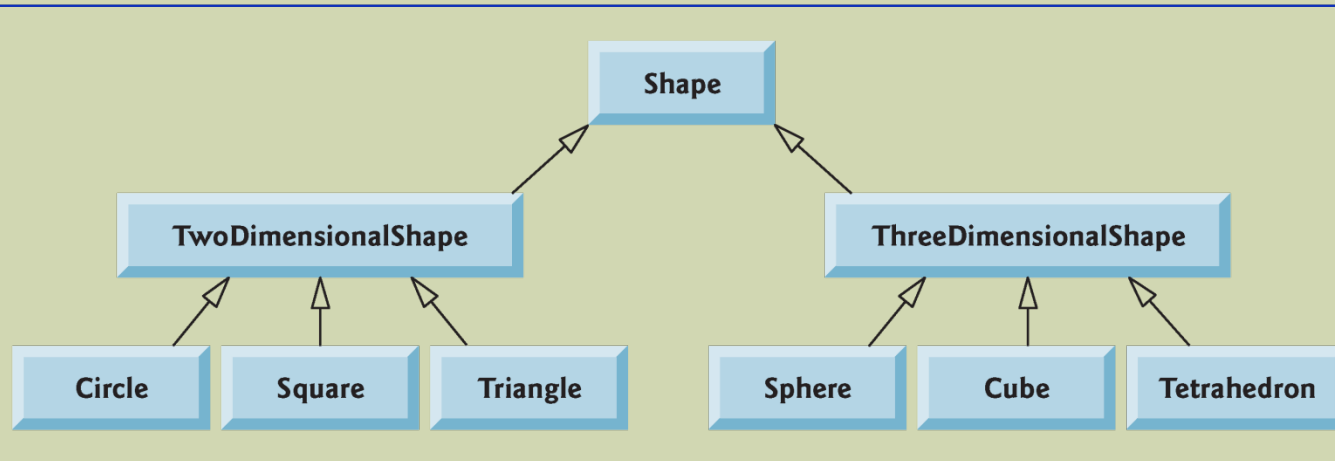 Shape
TwoDimensionalShape
ThreeDimensionalShape
Circle
Square
Triangle
Sphere
Cube
Tetrahedron